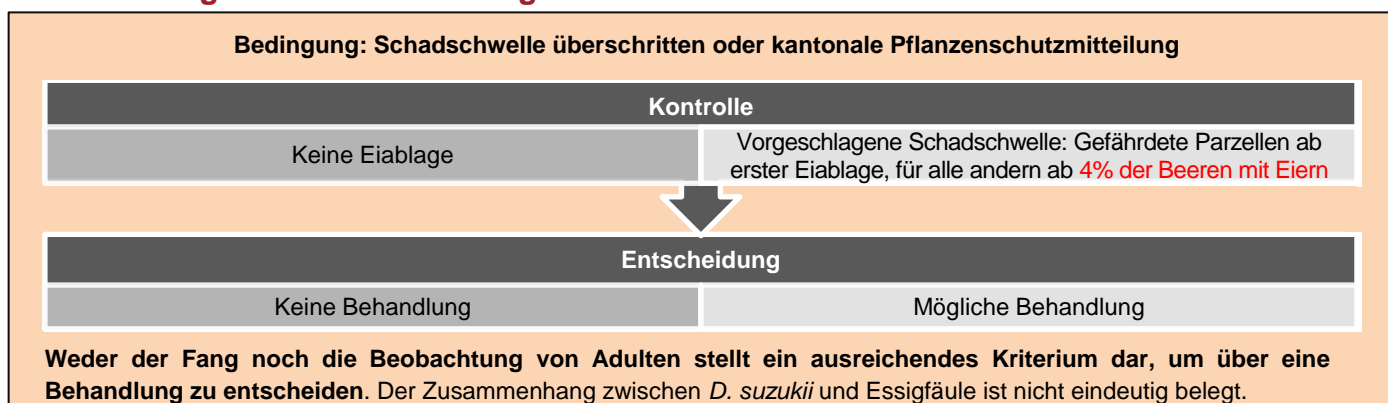 Bedingung: Schadschwelle überschritten oder kantonale Pflanzenschutzmitteilung
Kontrolle
Keine Eiablage
Vorgeschlagene Schadschwelle: Gefährdete Parzellen ab
erster Eiablage, für alle andern ab 4% der Beeren mit Eiern
Entscheidung
Keine Behandlung
Mögliche Behandlung
Weder der Fang noch die Beobachtung von Adulten stellt ein ausreichendes Kriterium dar, um über eine
Behandlung zu entscheiden. Der Zusammenhang zwischen D. suzukii und Essigfäule ist nicht eindeutig belegt.